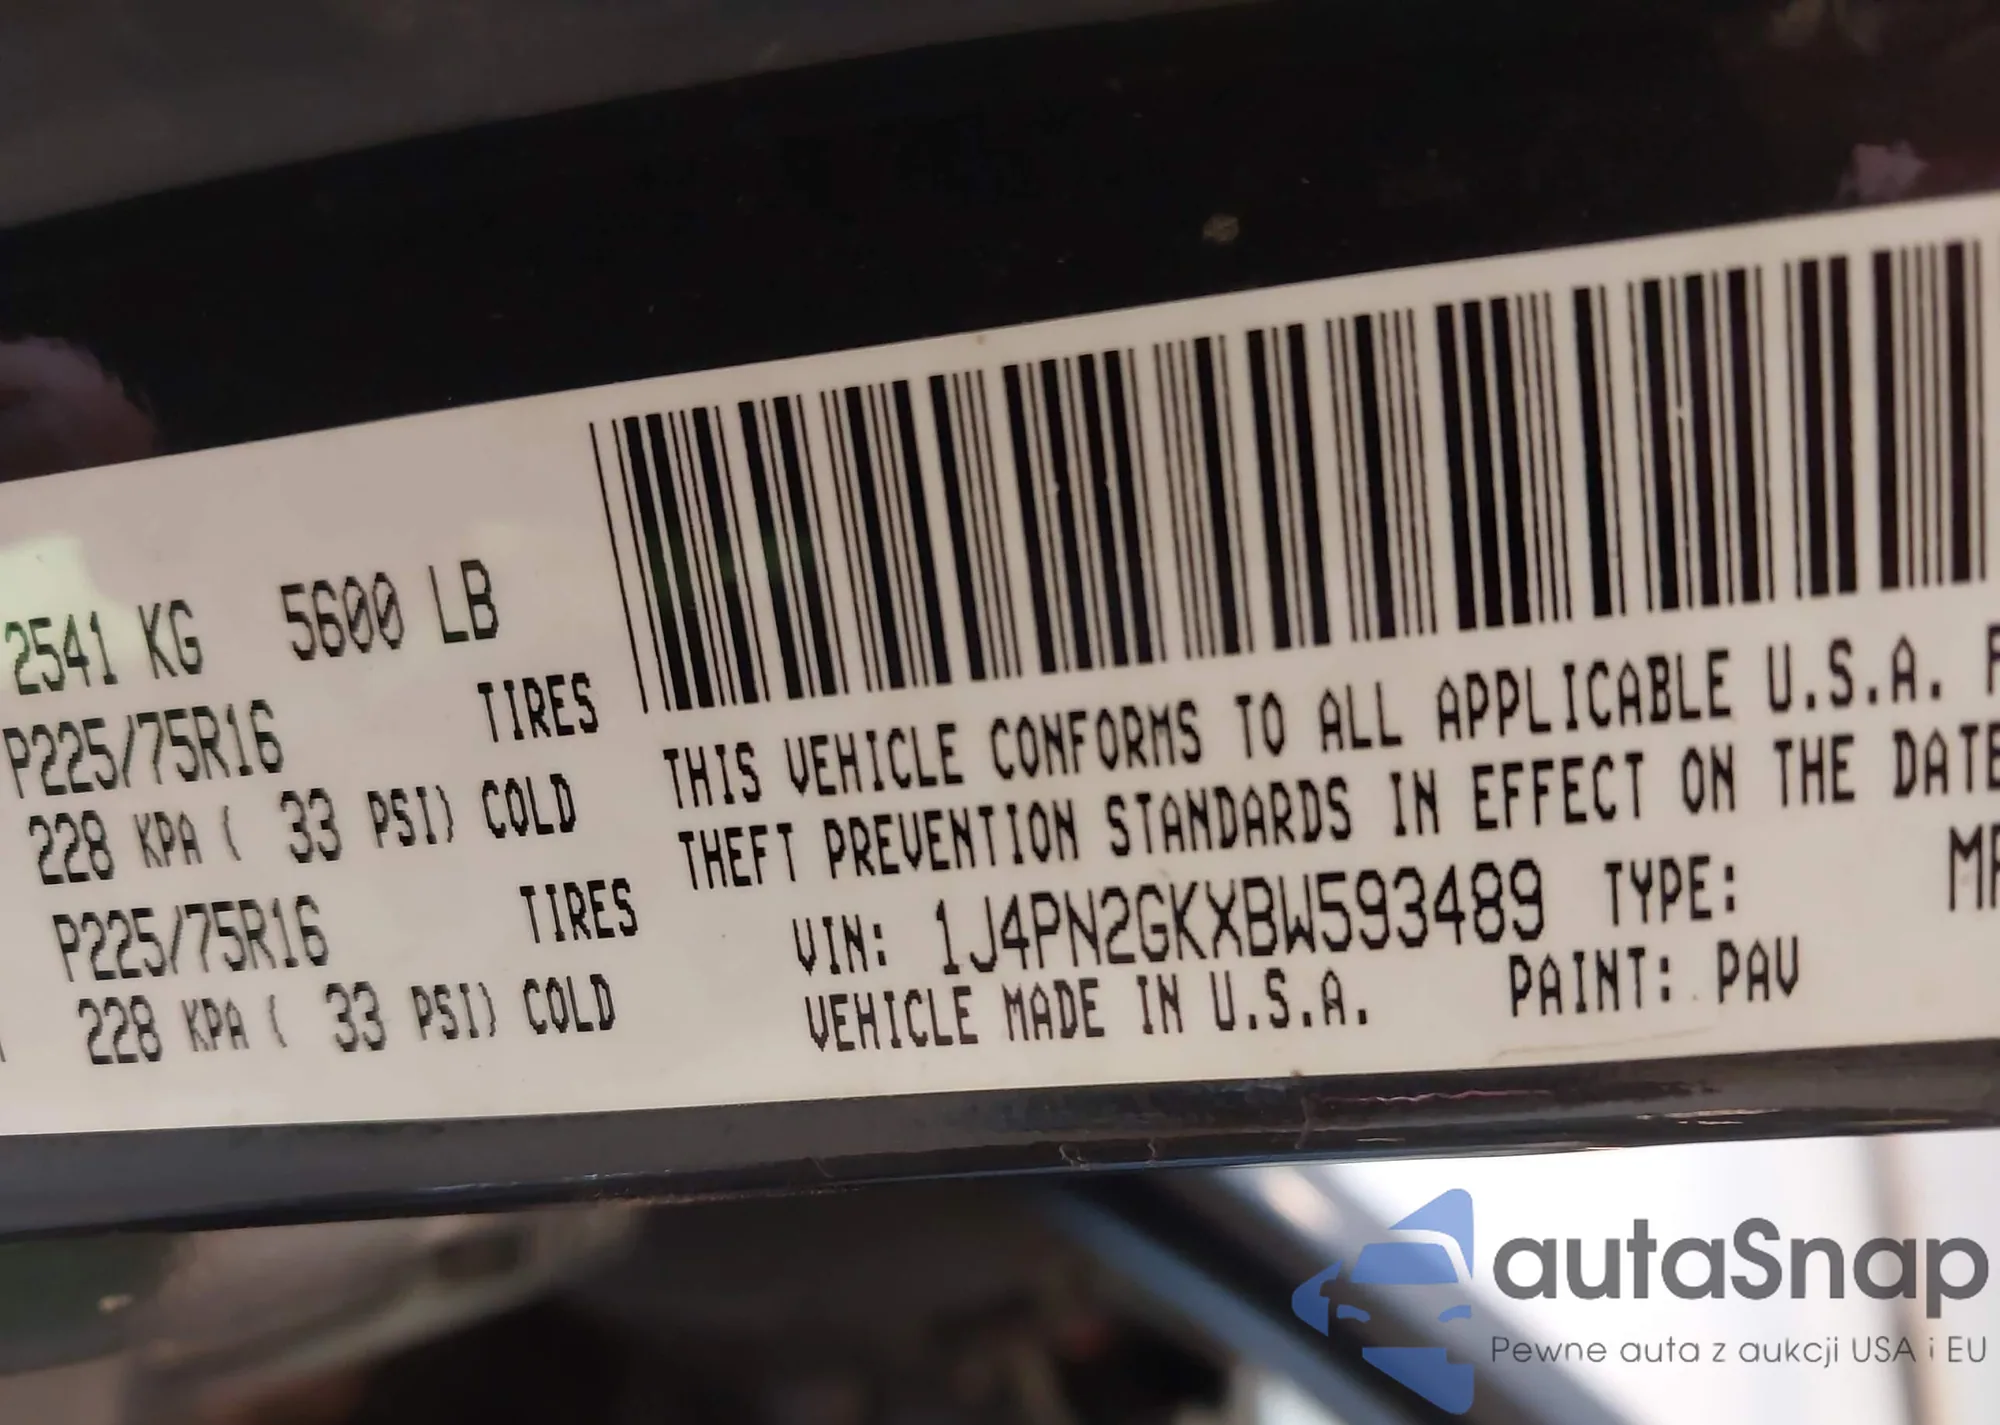 2541 KG 5600 LB
P225/75R16 TIRES
228 KPA ( 33 PSI) COLD
P225/75R16 TIRES
228 KPA ( 33 PSI) COLD
THIS VEHICLE CONFORMS TO ALL APPLICABLE U.S.A.
THEFT PREVENTION STANDARDS IN EFFECT ON THE DATE
VIN: 1J4PN2GKXBW593489 TYPE:
VEHICLE MADE IN U.S.A. PAINT: PAV
autaSnap
Pewne auta z aukcji USA i EU